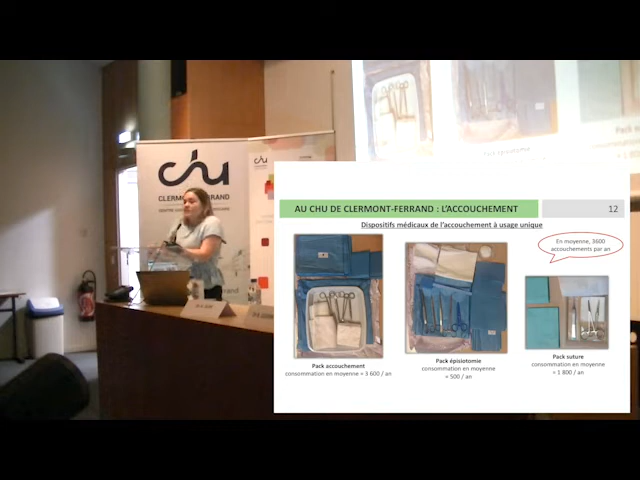 chu
CLERMONT-FERRAND
chu
AU CHU DE CLERMONT-FERRAND : L'ACCOUCHEMENT
12
Dispositifs médicaux de l'accouchement à usage unique
En moyenne, 3600
accouchements par an
Pack accouchement
consommation en moyenne = 3 600 / an
Pack épisiotomie
consommation en moyenne
≈ 500 / an
Pack suture
consommation en moyenne
≈ 1 800 / an